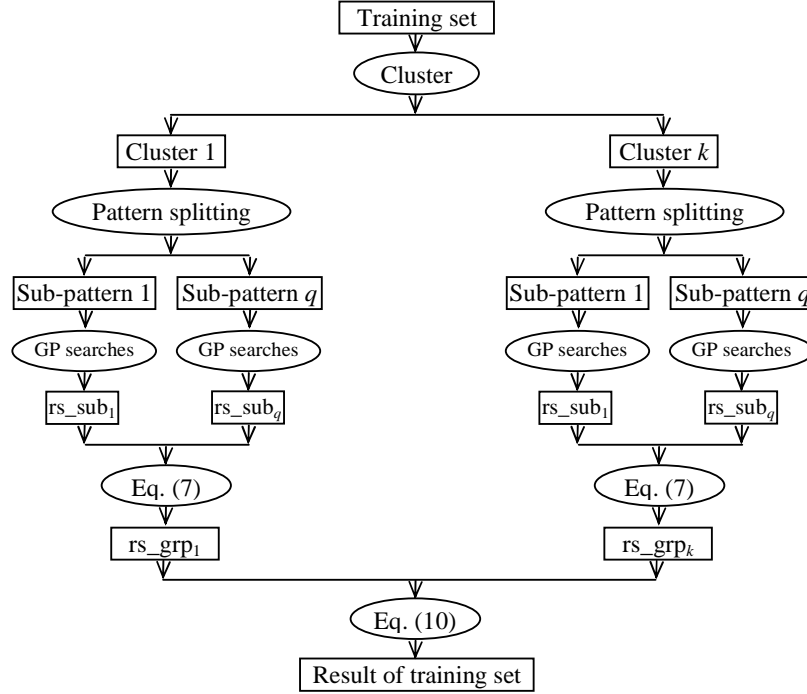 Training set
Cluster
Cluster 1
Cluster k
Pattern splitting
Pattern splitting
Sub-pattern 1
Sub-pattern q
Sub-pattern 1
Sub-pattern q
GP searches
GP searches
GP searches
GP searches
rs_sub₁
rs_subq
rs_sub₁
rs_subq
Eq. (7)
Eq. (7)
rs_grp₁
rs_grpₖ
Eq. (10)
Result of training set